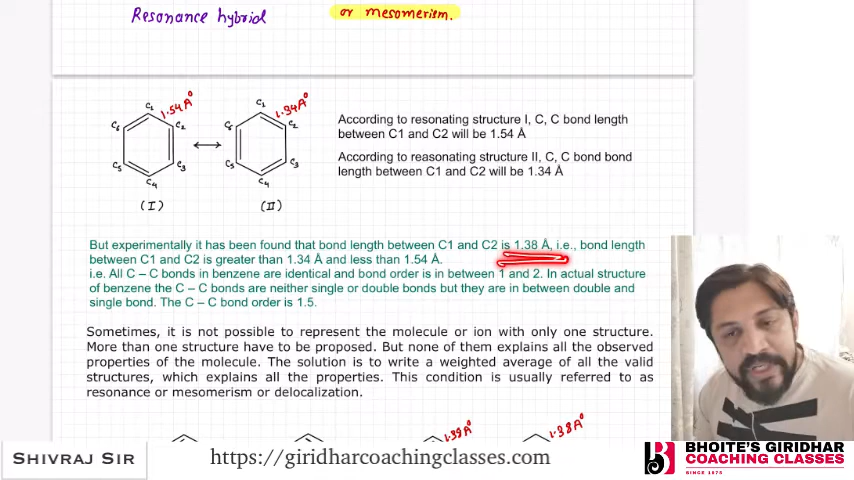 Resonance hybrid
or mesomerism.
1.54A°
1.34A°
C1
C2
C3
C4
C5
C6
C1
C2
C3
C4
C5
C6
(I)
(II)
According to resonating structure I, C, C bond length
between C1 and C2 will be 1.54 Å
According to reasonating structure II, C, C bond bond
length between C1 and C2 will be 1.34 Å
But experimentally it has been found that bond length between C1 and C2 is 1.38 Å, i.e., bond length
between C1 and C2 is greater than 1.34 Å and less than 1.54 Å.
i.e. All C – C bonds in benzene are identical and bond order is in between 1 and 2. In actual structure
of benzene the C – C bonds are neither single or double bonds but they are in between double and
single bond. The C – C bond order is 1.5.
Sometimes, it is not possible to represent the molecule or ion with only one structure.
More than one structure have to be proposed. But none of them explains all the observed
properties of the molecule. The solution is to write a weighted average of all the valid
structures, which explains all the properties. This condition is usually referred to as
resonance or mesomerism or delocalization.
1.39A°
1.38A°
SHIVRAJ SIR
https://giridharcoachingclasses.com
BHOITE'S GIRIDHAR
COACHING CLASSES
SINCE 1975